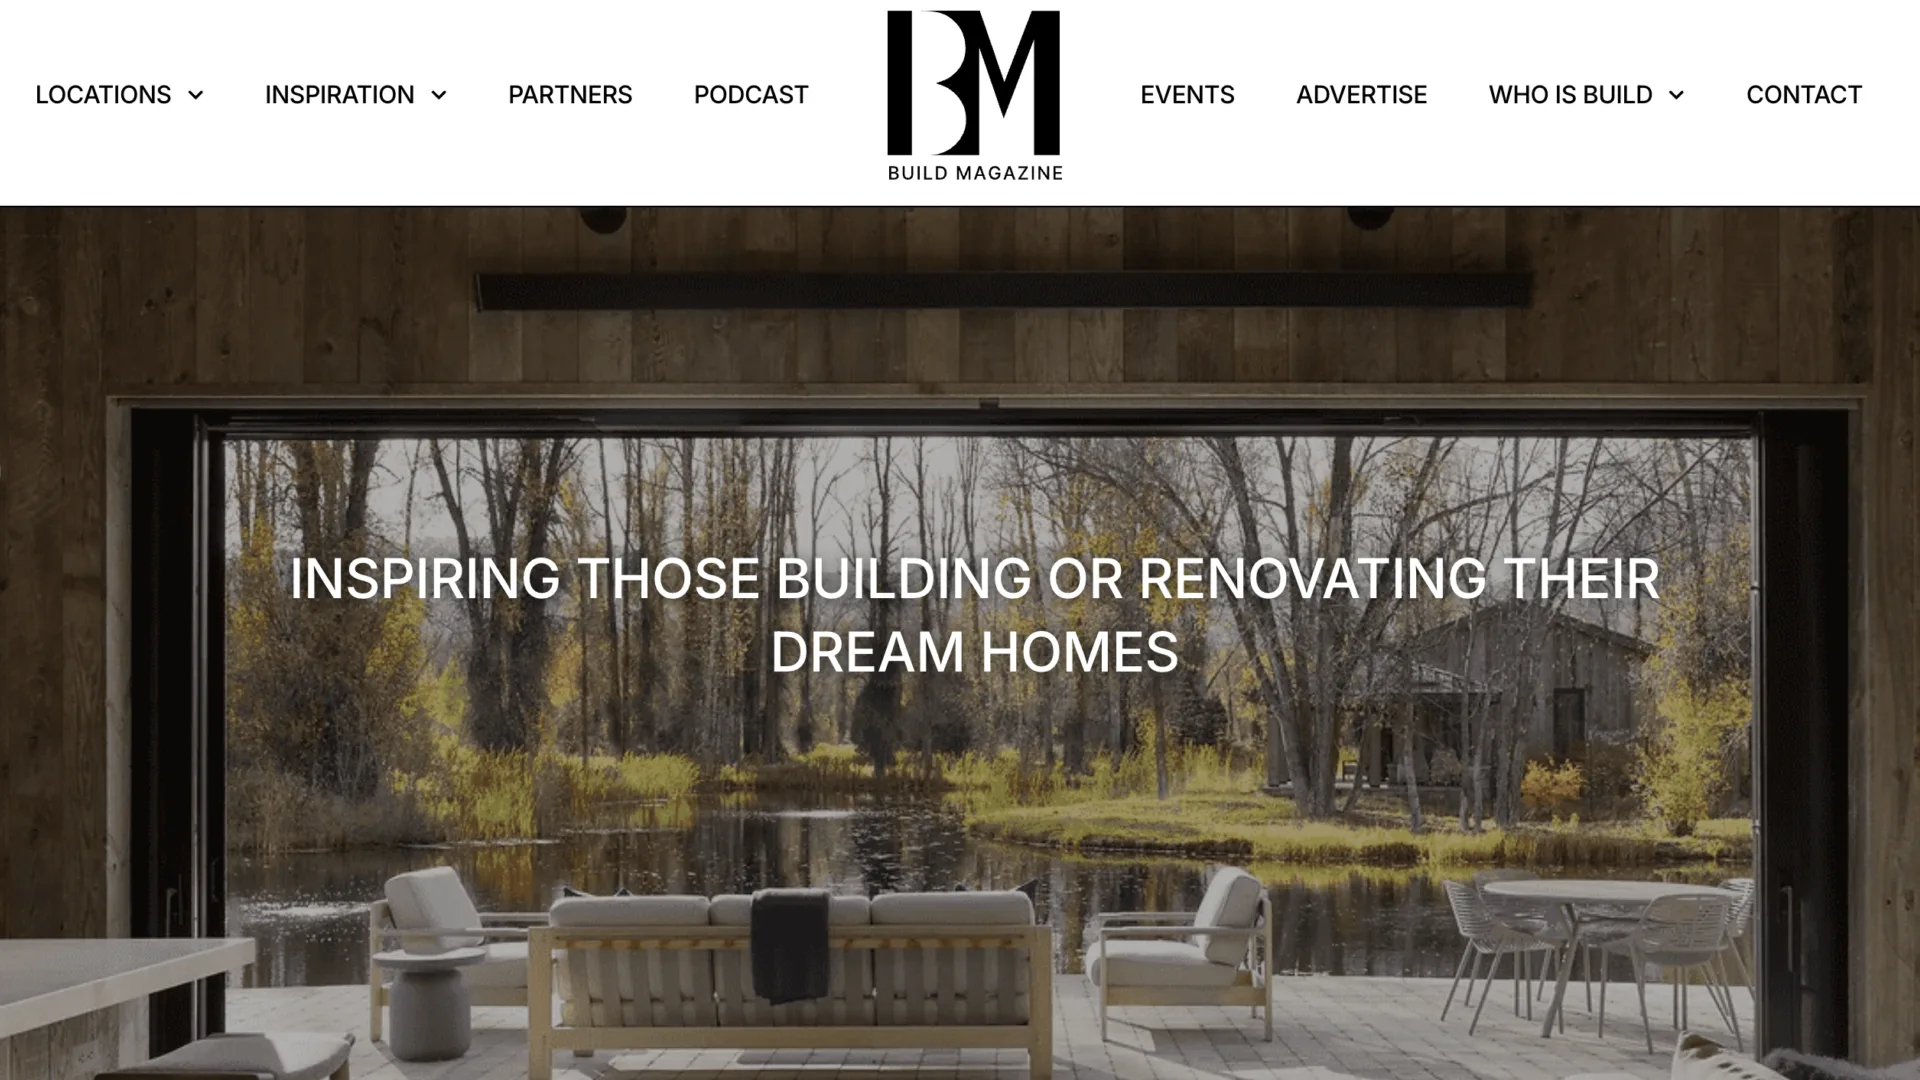 LOCATIONS
INSPIRATION
PARTNERS
PODCAST
BM
BUILD MAGAZINE
EVENTS
ADVERTISE
WHO IS BUILD
CONTACT
INSPIRING THOSE BUILDING OR RENOVATING THEIR
DREAM HOMES